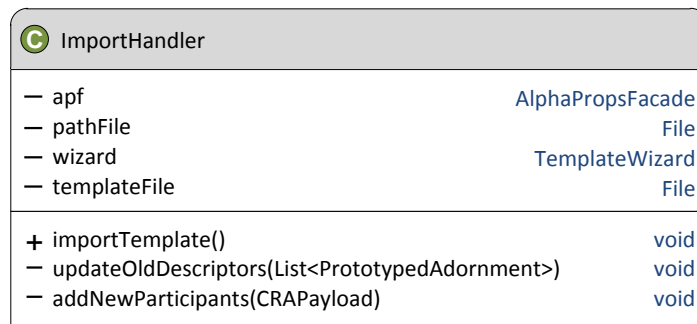 C ImportHandler
– apf AlphaPropsFacade
– pathFile File
– wizard TemplateWizard
– templateFile File
+ importTemplate() void
– updateOldDescriptors(List<PrototypedAdornment>) void
– addNewParticipants(CRAPayload) void